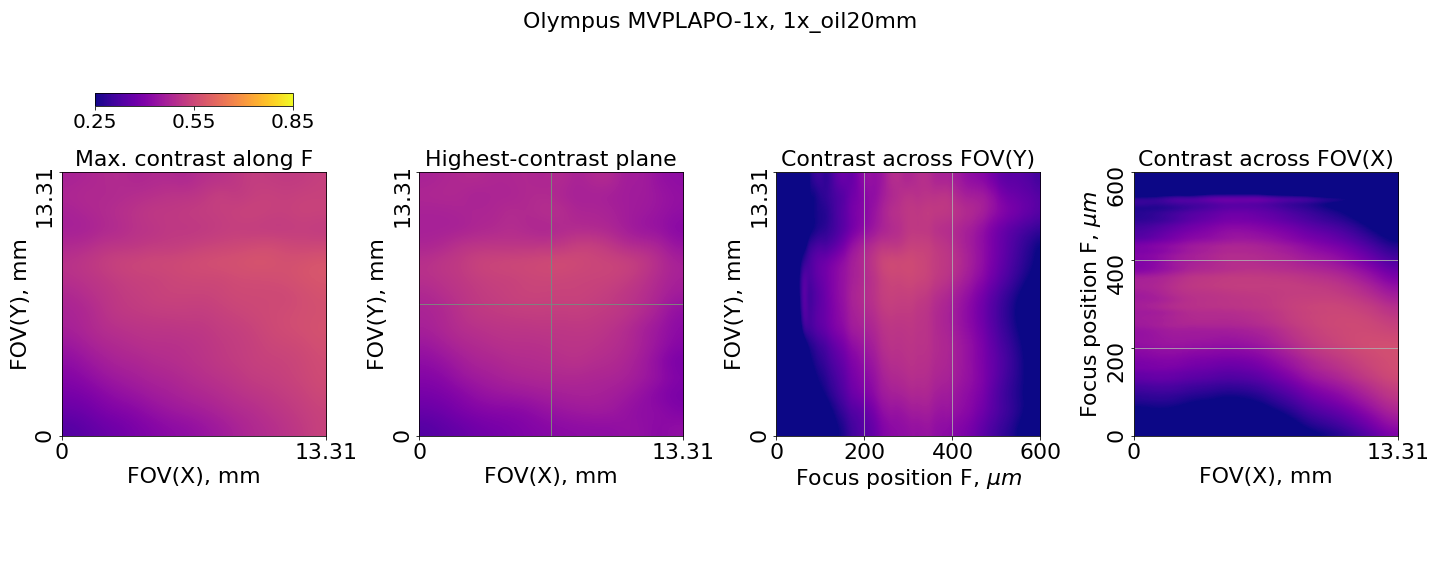 Olympus MVPLAPO-1x, 1x_oil20mm
0.25 0.55 0.85
Max. contrast along F
13.31
FOV(Y), mm
0
0 13.31
FOV(X), mm
Highest-contrast plane
13.31
FOV(Y), mm
0
0 13.31
FOV(X), mm
Contrast across FOV(Y)
13.31
FOV(Y), mm
0
0 200 400 600
Focus position F, μm
Contrast across FOV(X)
600
400
200
0
Focus position F, μm
0 13.31
FOV(X), mm